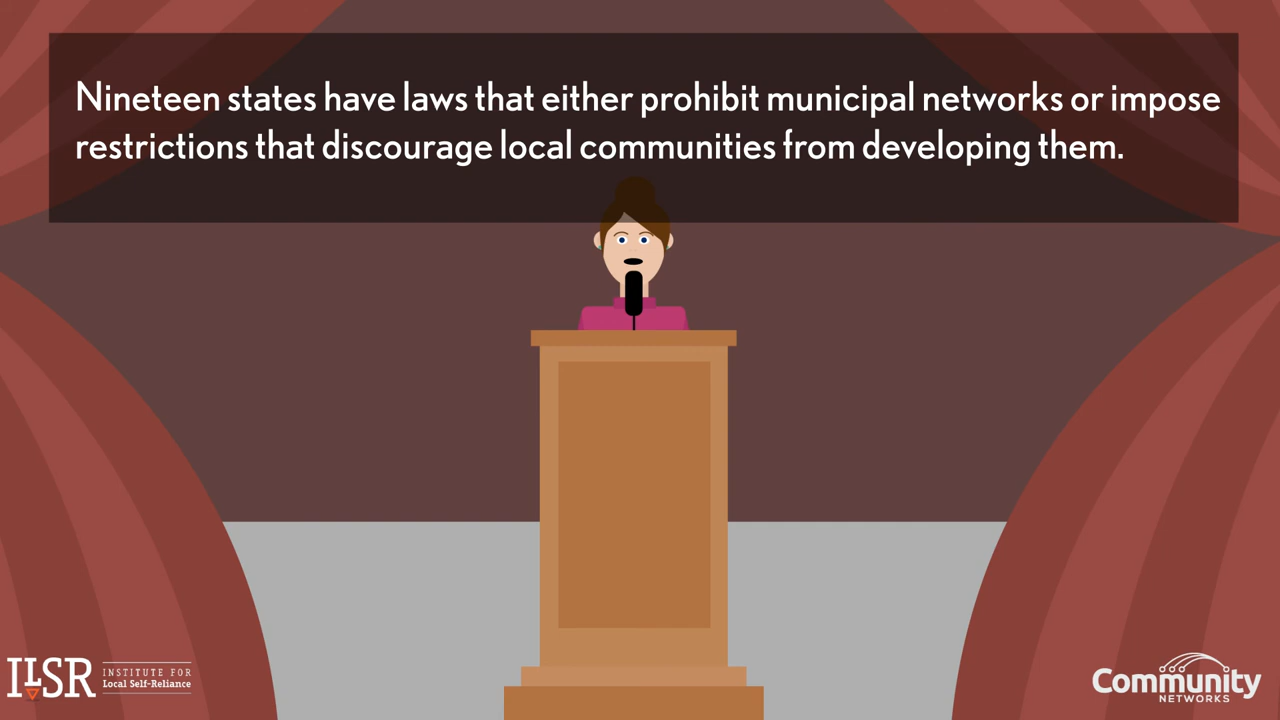 Nineteen states have laws that either prohibit municipal networks or impose
restrictions that discourage local communities from developing them.
ILSR
INSTITUTE FOR
Local Self-Reliance
Community
NETWORKS